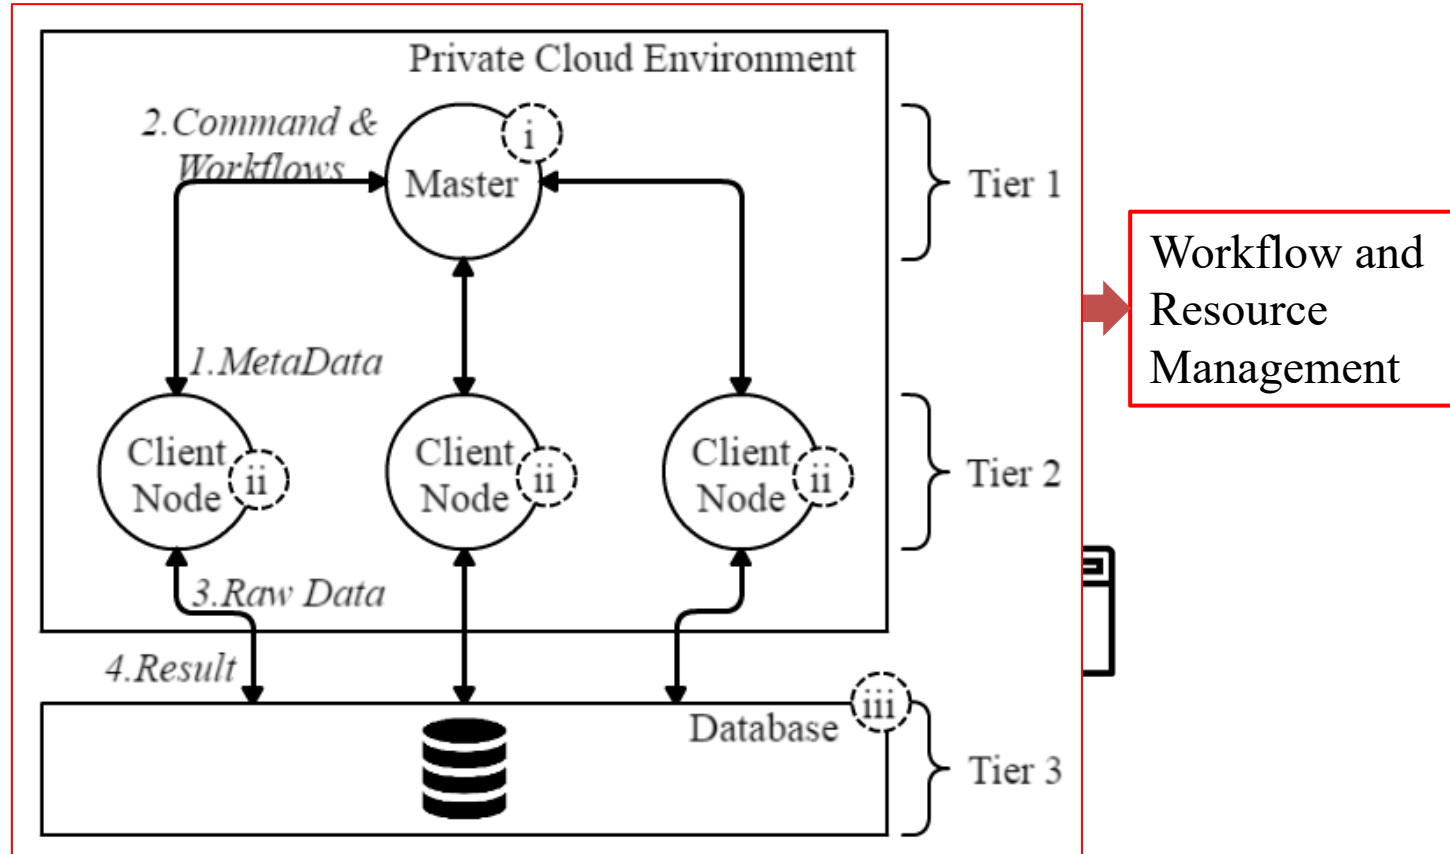 Private Cloud Environment
2.Command &
Workflows
i
Master
Tier 1
Workflow and
Resource
Management
1.MetaData
Client
Node
ii
Client
Node
ii
Client
Node
ii
Tier 2
3.Raw Data
4.Result
iii
Database
Tier 3